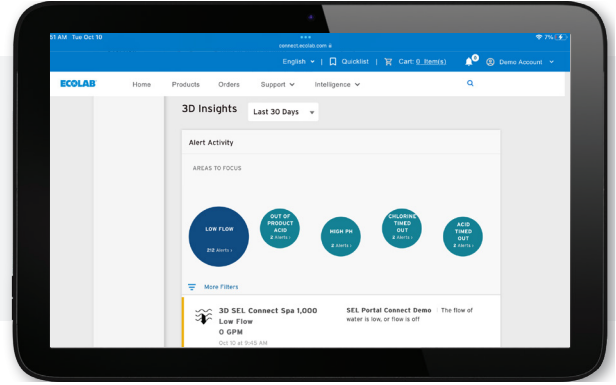 51 AM Tue Oct 10
7%
connect.ecolab.com
English | Quicklist | Cart: 0 Item(s) 0 Demo Account
ECOLAB Home Products Orders Support Intelligence
3D Insights Last 30 Days
Alert Activity
AREAS TO FOCUS
LOW FLOW
212 Alerts ›
OUT OF
PRODUCT
ACID
2 Alerts ›
HIGH PH
2 Alerts ›
CHLORINE
TIMED
OUT
2 Alerts ›
ACID
TIMED
OUT
2 Alerts ›
More Filters
3D SEL Connect Spa 1,000
Low Flow
0 GPM
Oct 10 at 9:45 AM
SEL Portal Connect Demo | The flow of
water is low, or flow is off